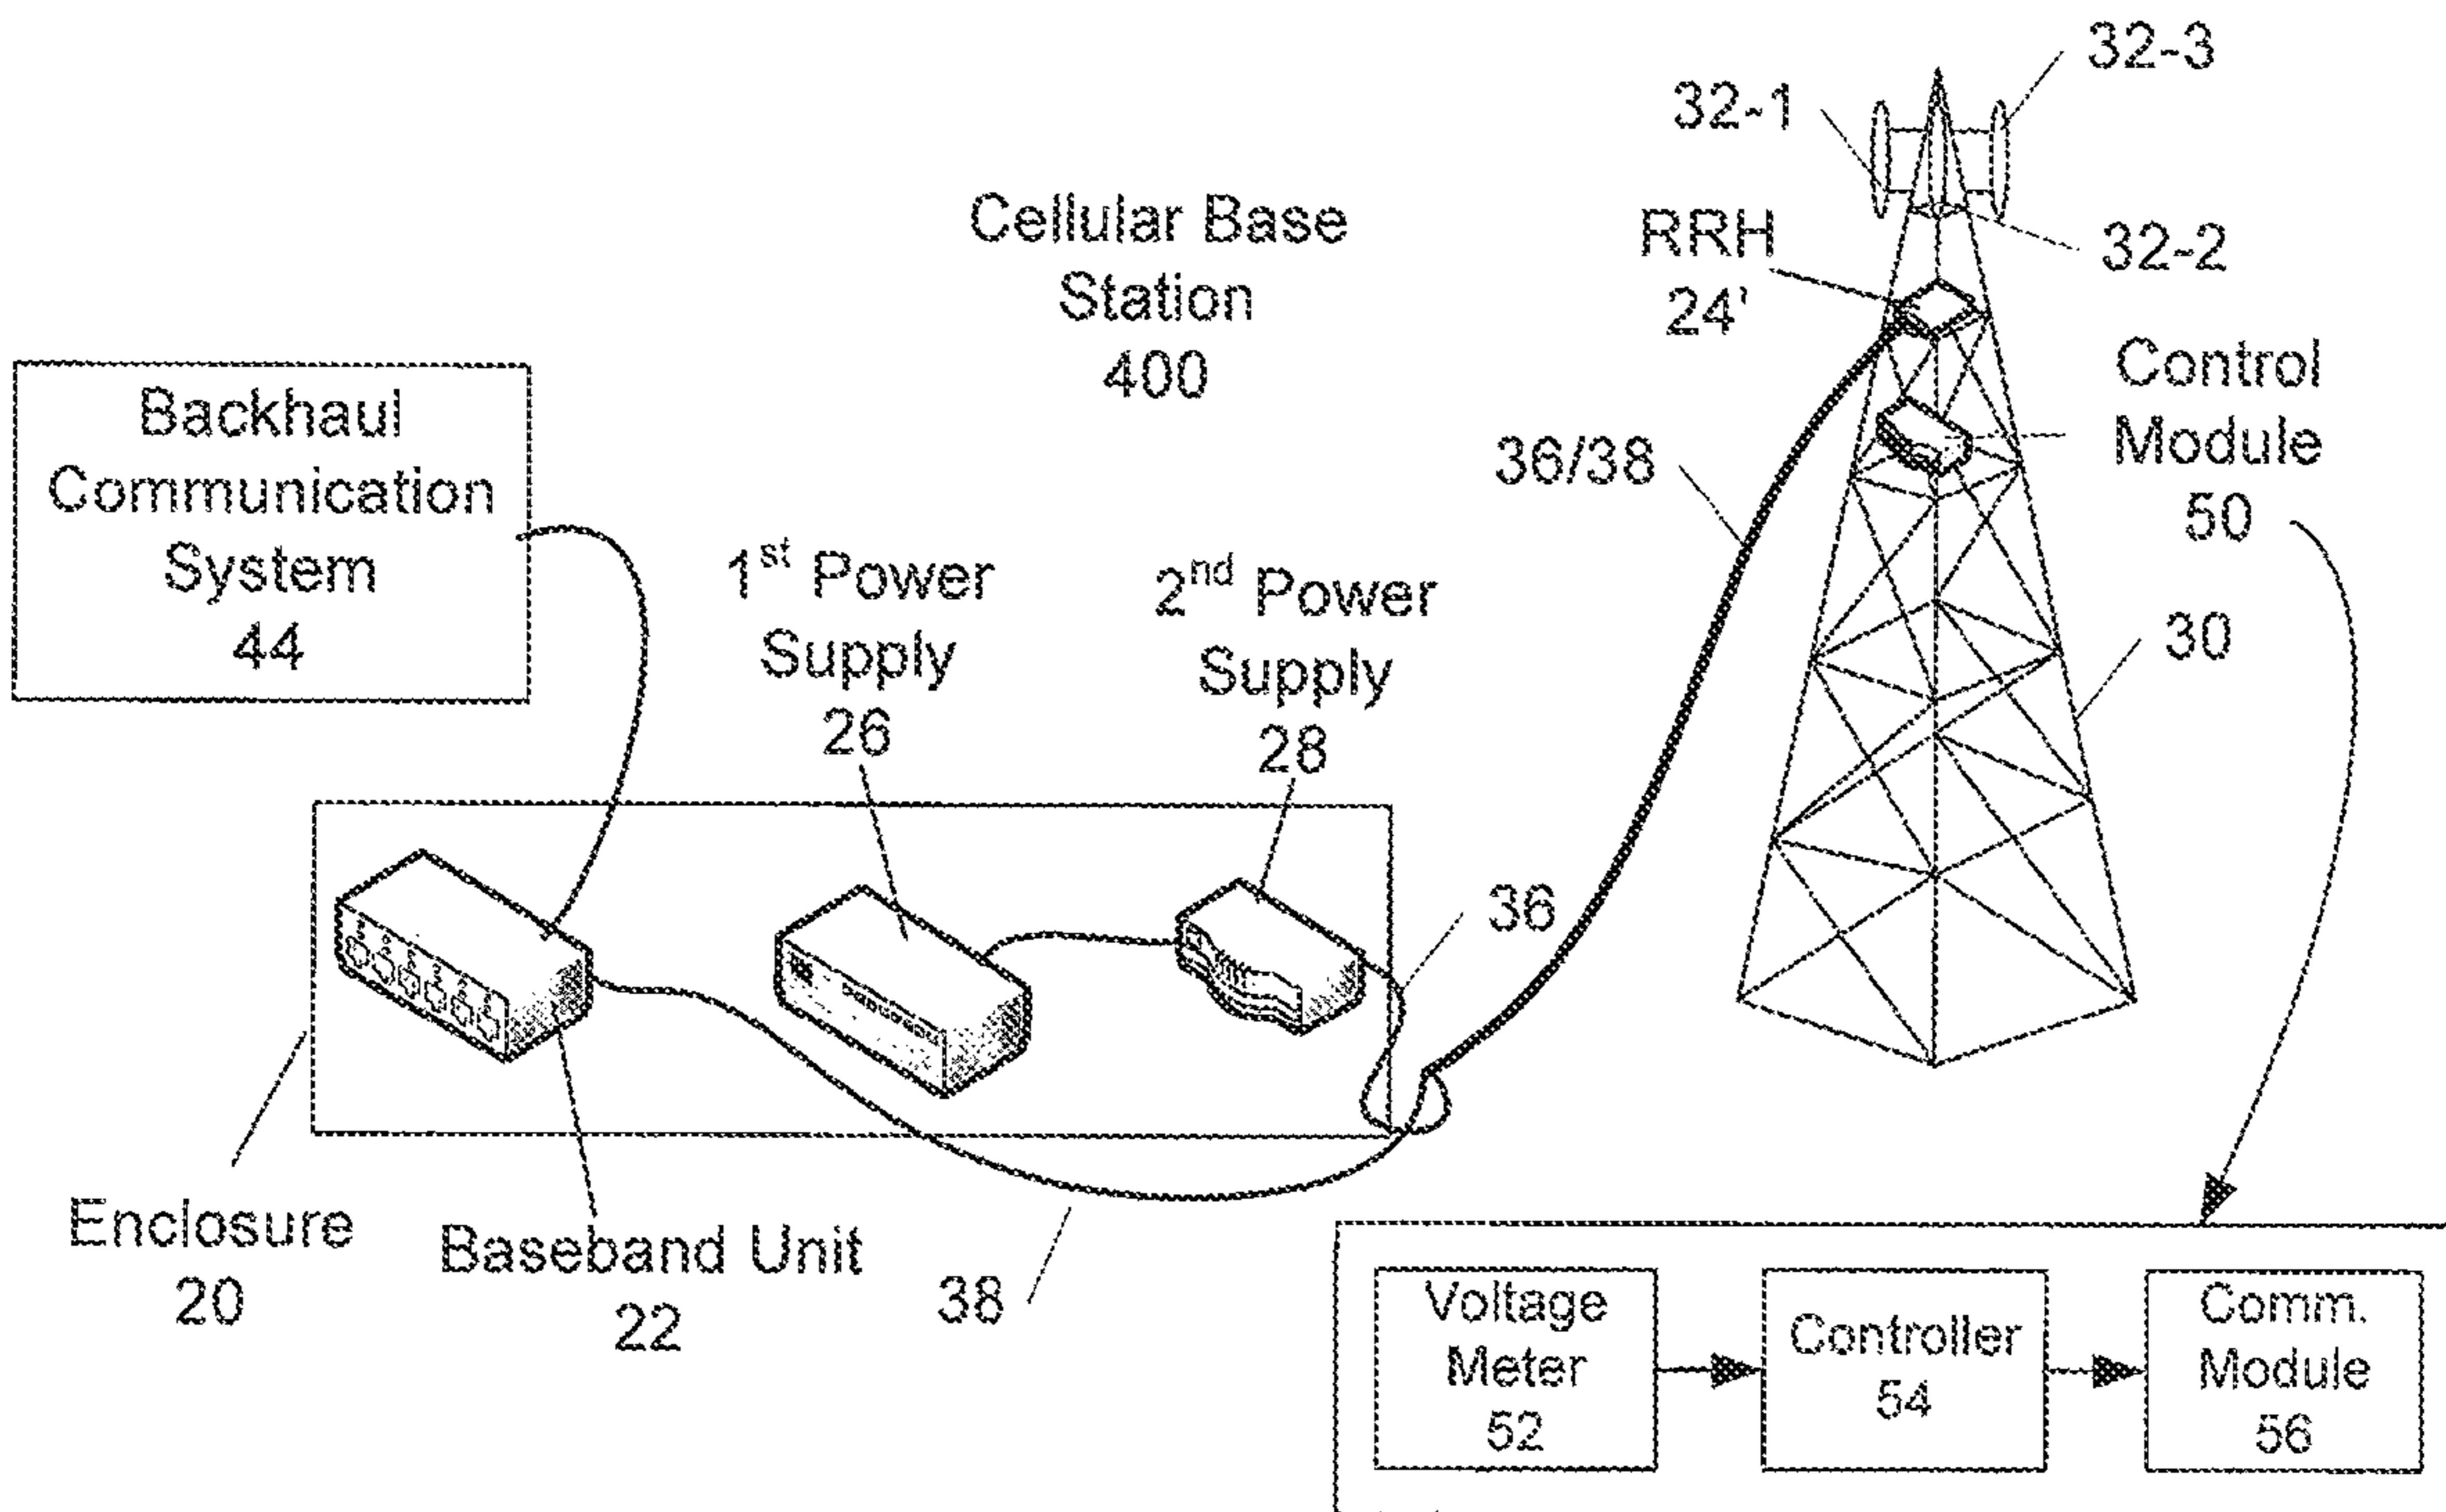 32-3
32-1
Cellular Base
Station
400
RRH
24'
32-2
Control
Module
50
Backhaul
Communication
System
44
36/38
1st Power
Supply
26
2nd Power
Supply
28
30
36
Enclosure
20
Baseband Unit
22
38
Voltage
Meter
52
Controller
54
Comm.
Module
56